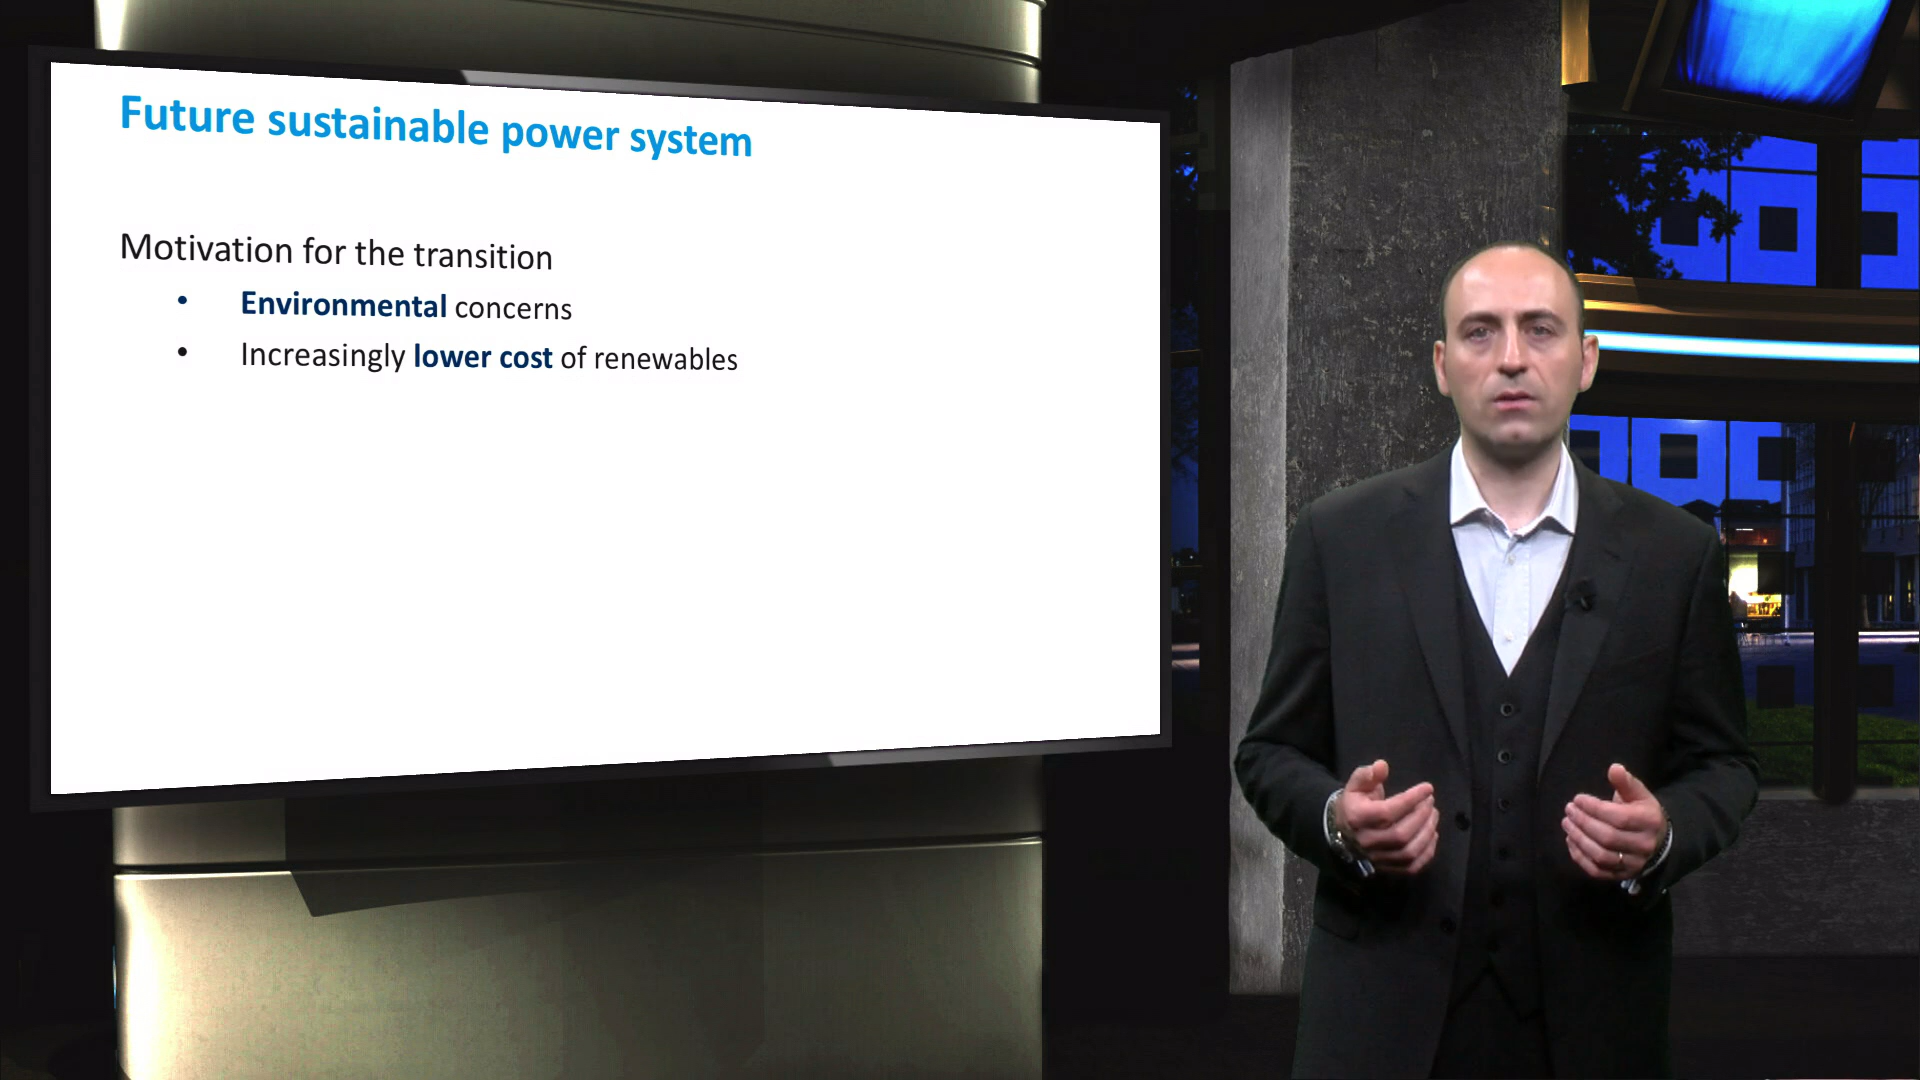 Future sustainable power system
Motivation for the transition
• Environmental concerns
• Increasingly lower cost of renewables